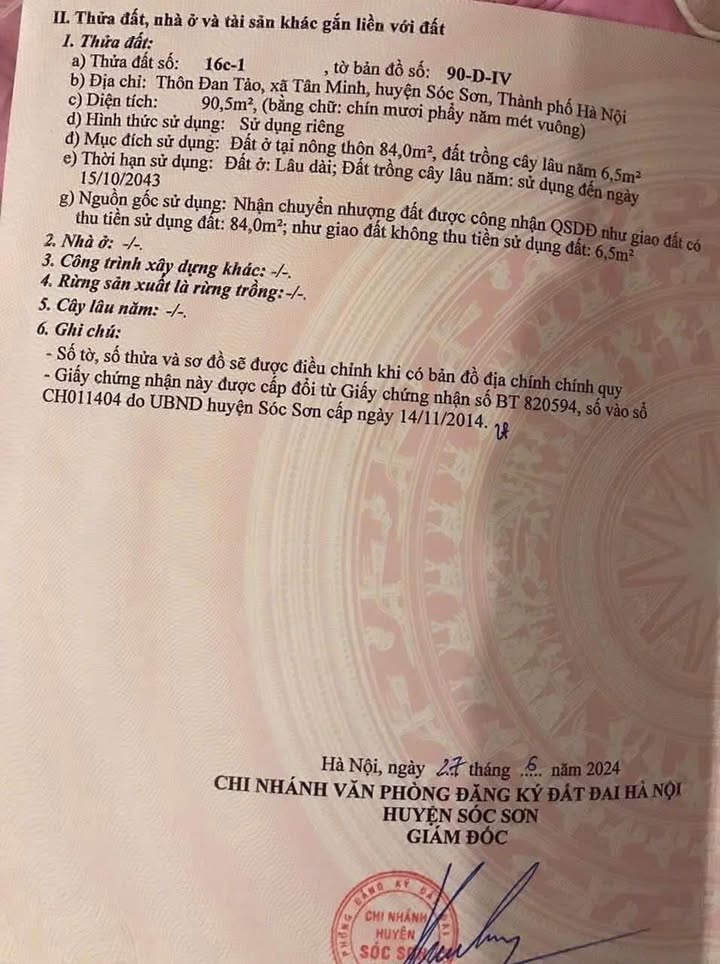 II. Thửa đất, nhà ở và tài sản khác gắn liền với đất
1. Thửa đất:
a) Thửa đất số: 16c-1 , tờ bản đồ số: 90-D-IV
b) Địa chỉ: Thôn Đan Tảo, xã Tân Minh, huyện Sóc Sơn, Thành phố Hà Nội
c) Diện tích: 90,5m², (bằng chữ: chín mươi phẩy năm mét vuông)
d) Hình thức sử dụng: Sử dụng riêng
đ) Mục đích sử dụng: Đất ở tại nông thôn 84,0m², đất trồng cây lâu năm 6,5m²
e) Thời hạn sử dụng: Đất ở: Lâu dài; Đất trồng cây lâu năm: sử dụng đến ngày
15/10/2043
g) Nguồn gốc sử dụng: Nhận chuyển nhượng đất được công nhận QSDĐ như giao đất có
thu tiền sử dụng đất: 84,0m²; như giao đất không thu tiền sử dụng đất: 6,5m²
2. Nhà ở: -/-.
3. Công trình xây dựng khác: -/-.
4. Rừng sản xuất là rừng trồng: -/-.
5. Cây lâu năm: -/-.
6. Ghi chú:
- Số tờ, số thửa và sơ đồ sẽ được điều chỉnh khi có bản đồ địa chính chính quy
- Giấy chứng nhận này được cấp đổi từ Giấy chứng nhận số BT 820594, số vào sổ
CH011404 do UBND huyện Sóc Sơn cấp ngày 14/11/2014.
Hà Nội, ngày 27 tháng 6 năm 2024
CHI NHÁNH VĂN PHÒNG ĐĂNG KÝ ĐẤT ĐAI HÀ NỘI
HUYỆN SÓC SƠN
GIÁM ĐỐC
PHÒNG ĐĂNG KÝ ĐẤT ĐAI
CHI NHÁNH
HUYỆN
SÓC SƠN